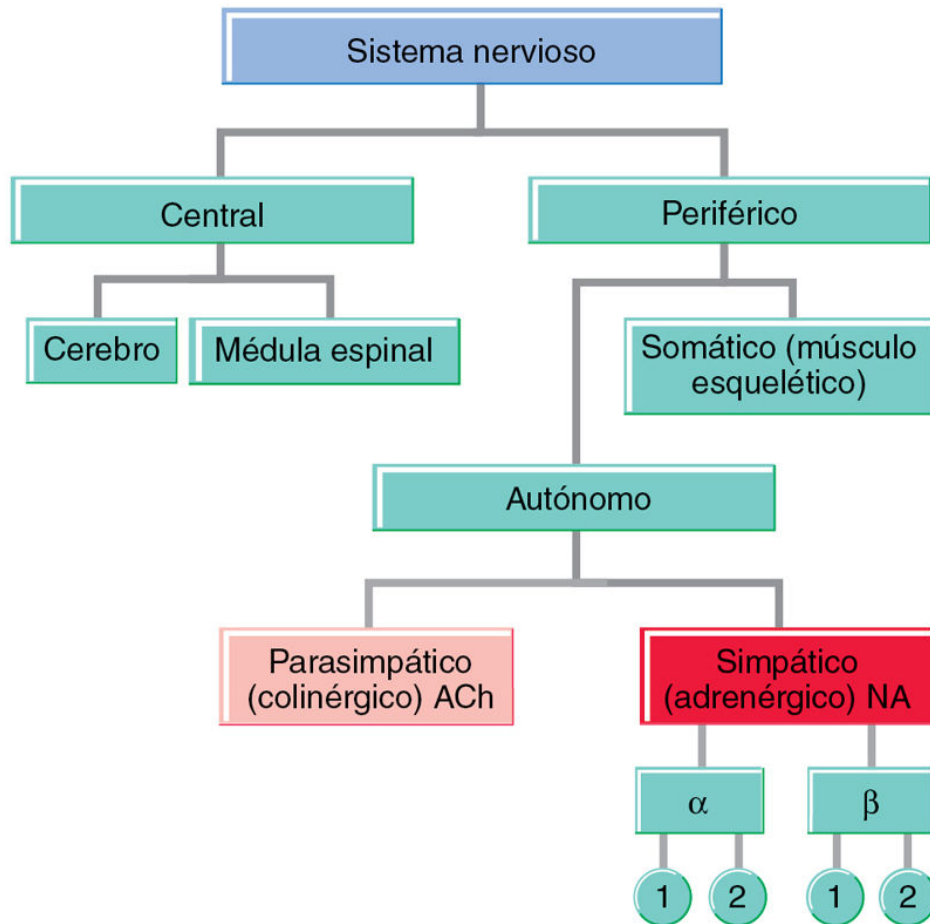 Sistema nervioso
Central
Periférico
Cerebro
Médula espinal
Somático (músculo
esquelético)
Autónomo
Parasimpático
(colinérgico) ACh
Simpático
(adrenérgico) NA
α
β
1
2
1
2